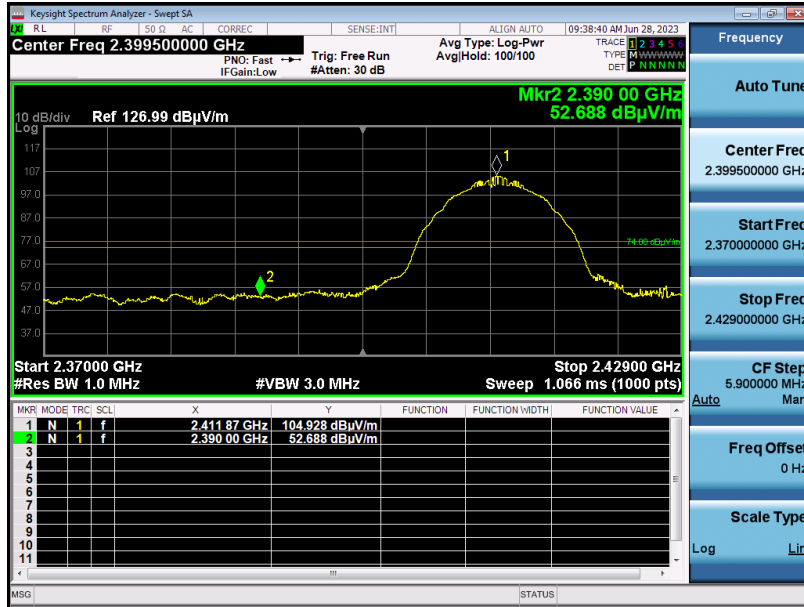 Keysight Spectrum Analyzer - Swept SA
LXI RL RF 50 Ω AC CORREC SENSE:INT ALIGN AUTO 09:38:40 AM Jun 28, 2023
Center Freq 2.399500000 GHz
PNO: Fast
IFGain:Low
Trig: Free Run
#Atten: 30 dB
Avg Type: Log-Pwr
Avg|Hold: 100/100
TRACE 1 2 3 4 5 6
TYPE M W W W W W
DET P N N N N N
Mkr2 2.390 00 GHz
52.688 dBµV/m
10 dB/div Ref 126.99 dBµV/m
Log
117
107
97.0
87.0
77.0
67.0
57.0
47.0
37.0
1
2
74.00 dBµV/m
Start 2.37000 GHz Stop 2.42900 GHz
#Res BW 1.0 MHz #VBW 3.0 MHz Sweep 1.066 ms (1000 pts)
MKR MODE TRC SCL X Y FUNCTION FUNCTION WIDTH FUNCTION VALUE
1 N 1 f 2.411 87 GHz 104.928 dBµV/m
2 N 1 f 2.390 00 GHz 52.688 dBµV/m
3
4
5
6
7
8
9
10
11
MSG STATUS
Frequency
Auto Tune
Center Freq
2.399500000 GHz
Start Freq
2.370000000 GHz
Stop Freq
2.429000000 GHz
CF Step
5.900000 MHz
Auto Man
Freq Offset
0 Hz
Scale Type
Log Lin